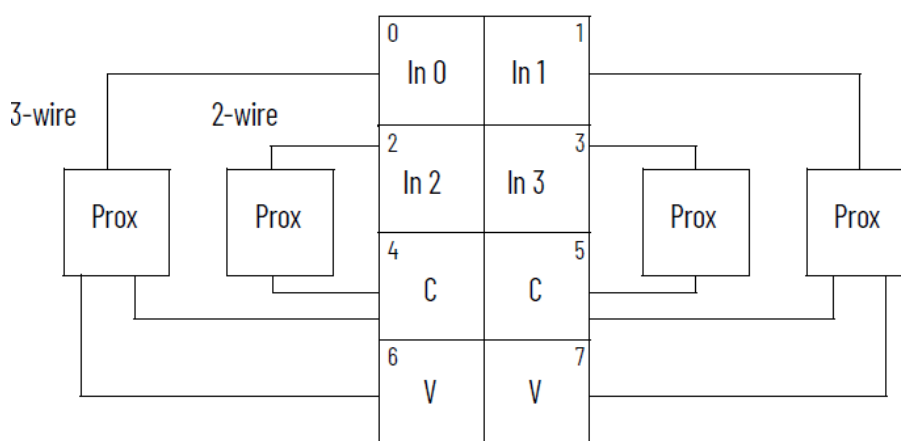 0 1
In 0 In 1
3-wire 2-wire
2 3
In 2 In 3
Prox Prox Prox Prox
4 5
C C
6 7
V V